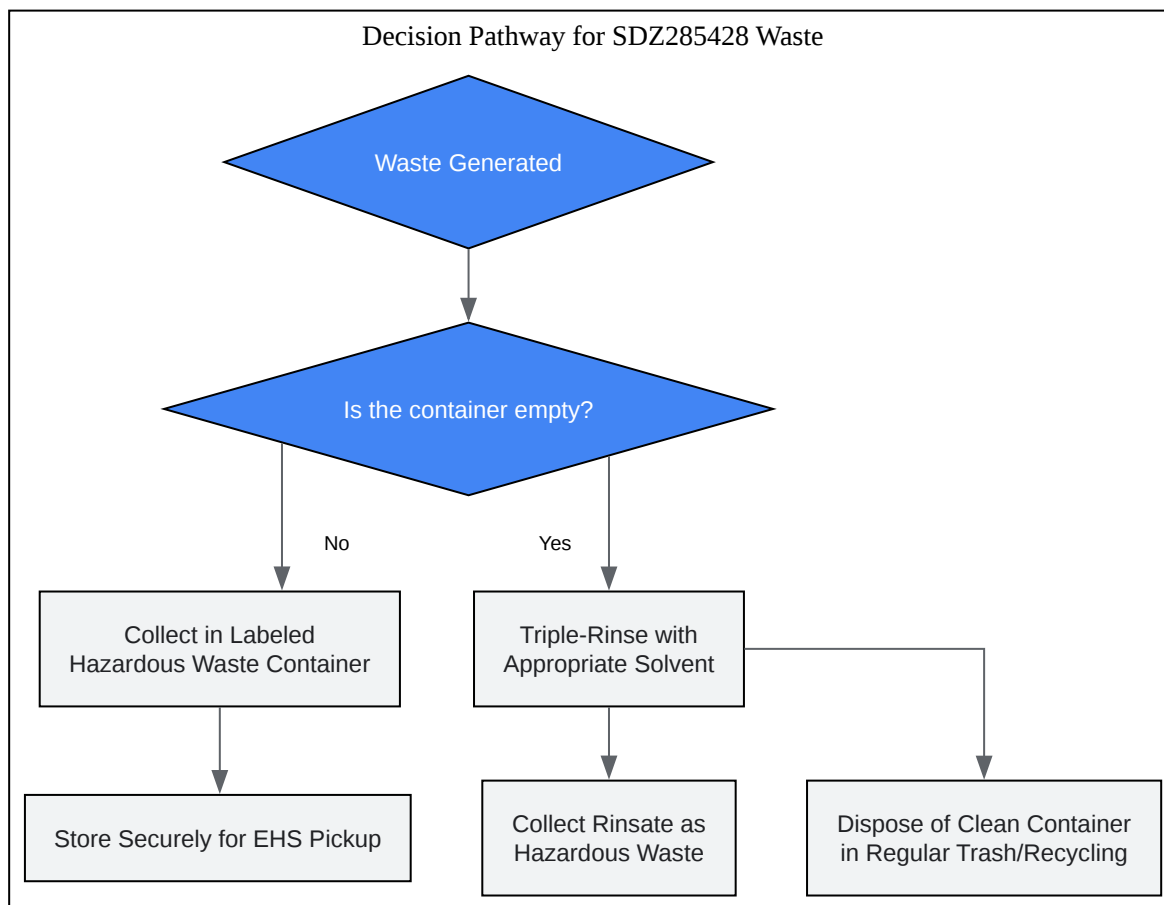 Decision Pathway for SDZ285428 Waste
Waste Generated
Is the container empty?
No
Yes
Collect in Labeled
Hazardous Waste Container
Triple-Rinse with
Appropriate Solvent
Store Securely for EHS Pickup
Collect Rinsate as
Hazardous Waste
Dispose of Clean Container
in Regular Trash/Recycling